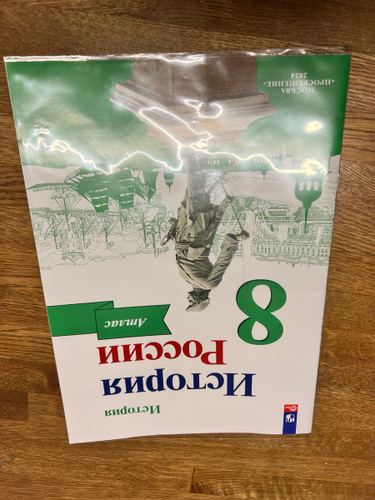 История
История
России
Атлас
8
МОСКВА
«ПРОСВЕЩЕНИЕ»
2024